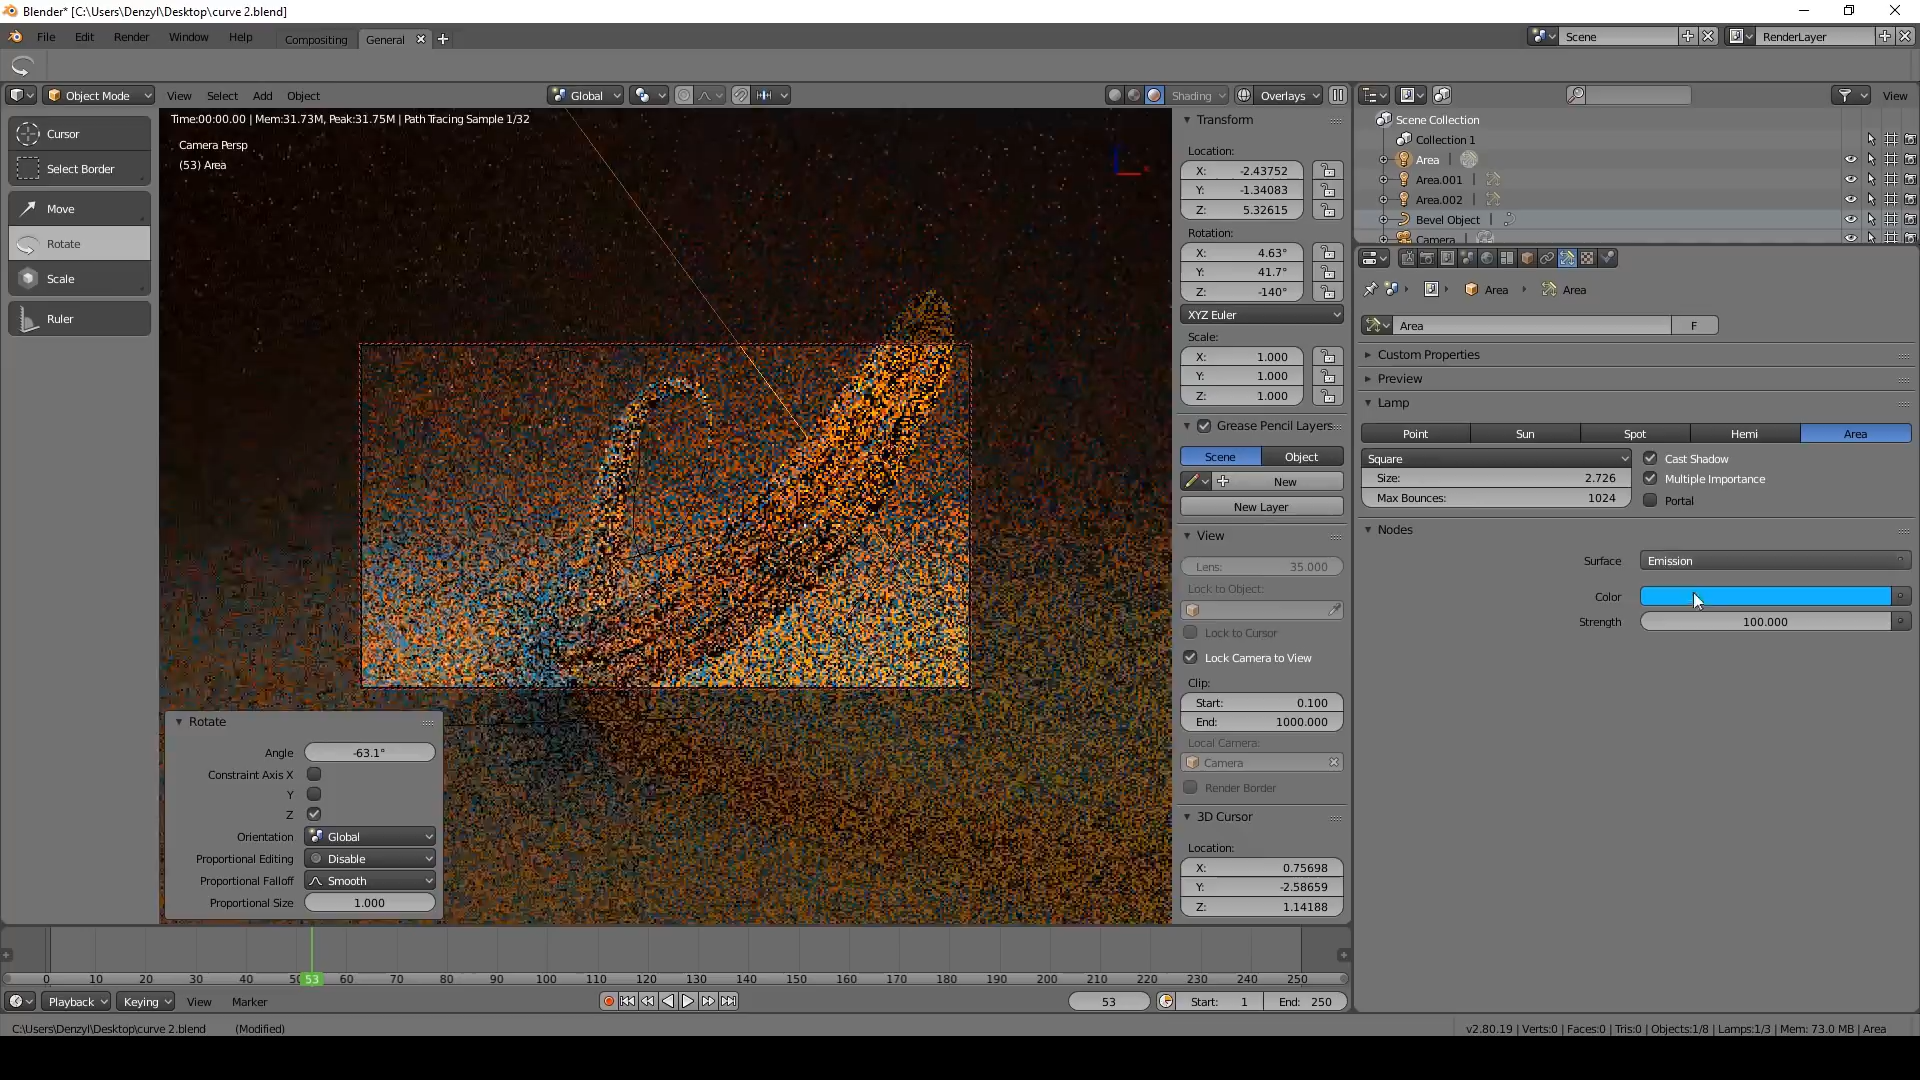 Blender* [C:\Users\Denzyl\Desktop\curve 2.blend]
File Edit Render Window Help Compositing General Scene RenderLayer
Object Mode View Select Add Object Global Shading Overlays View
Time:00:00.00 | Mem:31.73M, Peak:31.75M | Path Tracing Sample 1/32
Camera Persp
(53) Area
Cursor
Select Border
Move
Rotate
Scale
Ruler
Rotate
Angle -63.1°
Constraint Axis X
Y
Z
Orientation Global
Proportional Editing Disable
Proportional Falloff Smooth
Proportional Size 1.000
Transform
Location:
X: -2.43752
Y: -1.34083
Z: 5.32615
Rotation:
X: 4.63°
Y: 41.7°
Z: -140°
XYZ Euler
Scale:
X: 1.000
Y: 1.000
Z: 1.000
Grease Pencil Layers
Scene Object
New
New Layer
View
Lens: 35.000
Lock to Object:
Lock to Cursor
Lock Camera to View
Clip:
Start: 0.100
End: 1000.000
Local Camera:
Camera
Render Border
3D Cursor
Location:
X: 0.75698
Y: -2.58659
Z: 1.14188
Scene Collection
Collection 1
Area
Area.001
Area.002
Bevel Object
Camera
Area Area
Area F
Custom Properties
Preview
Lamp
Point Sun Spot Hemi Area
Square Cast Shadow
Size: 2.726 Multiple Importance
Max Bounces: 1024 Portal
Nodes
Surface Emission
Color
Strength 100.000
0 10 20 30 40 53 60 70 80 90 100 110 120 130 140 150 160 170 180 190 200 210 220 230 240 250
Playback Keying View Marker 53 Start: 1 End: 250
C:\Users\Denzyl\Desktop\curve 2.blend (Modified) v2.80.19 | Verts:0 | Faces:0 | Tris:0 | Objects:1/8 | Lamps:1/3 | Mem: 73.0 MB | Area